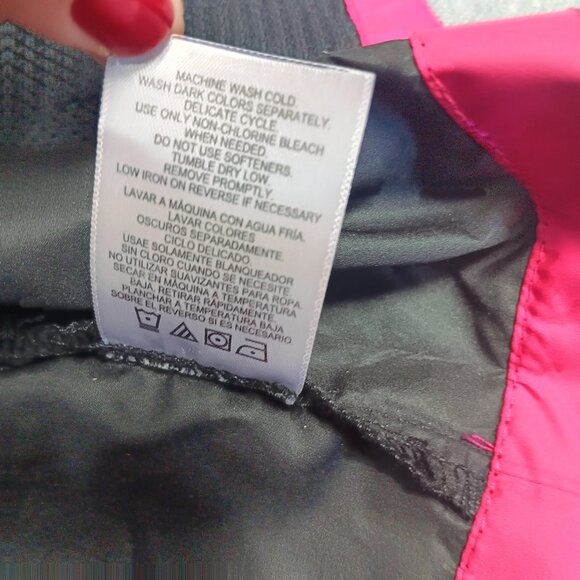 MACHINE WASH COLD.
WASH DARK COLORS SEPARATELY.
DELICATE CYCLE.
USE ONLY NON-CHLORINE BLEACH
WHEN NEEDED.
DO NOT USE SOFTENERS.
TUMBLE DRY LOW.
REMOVE PROMPTLY.
LOW IRON ON REVERSE IF NECESSARY
LAVAR A MÁQUINA CON AGUA FRÍA.
LAVAR COLORES
OSCUROS SEPARADAMENTE.
CICLO DELICADO
USAE SOLAMENTE BLANQUEADOR
SIN CLORO CUANDO SE NECESITE
NO UTILIZAR SUAVIZANTES PARA ROPA.
SECAR EN MÁQUINA A TEMPERATURA
BAJA. RETIRAR RÁPIDAMENTE.
PLANCHAR A TEMPERATURA BAJA
SOBRE EL REVERSO SI ES NECESARIO